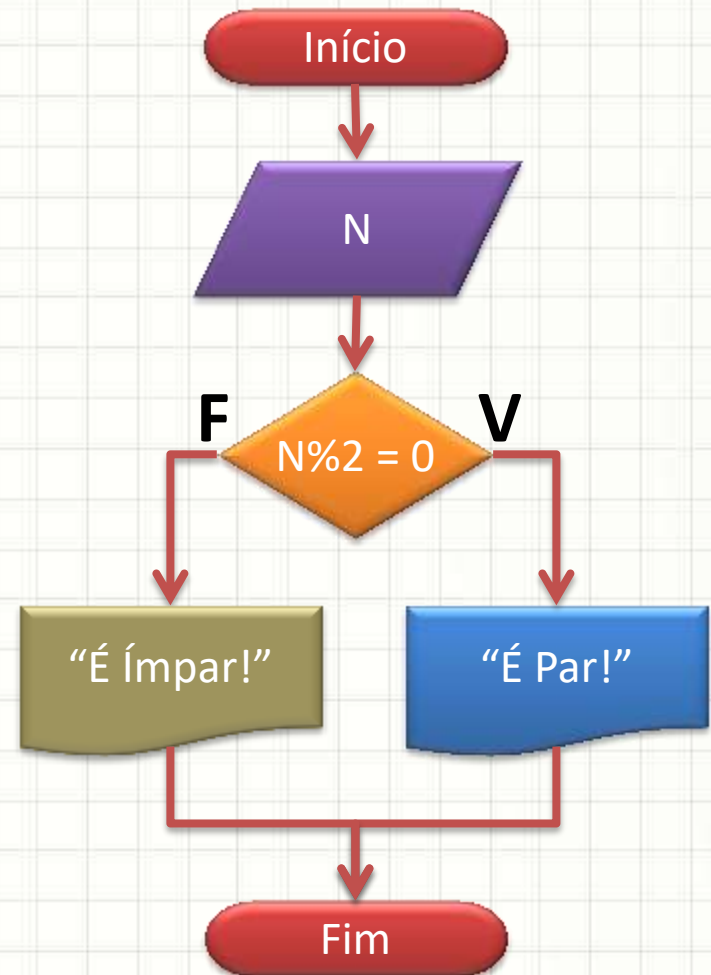 Início
N
F
V
N%2 = 0
“É Ímpar!”
“É Par!”
Fim